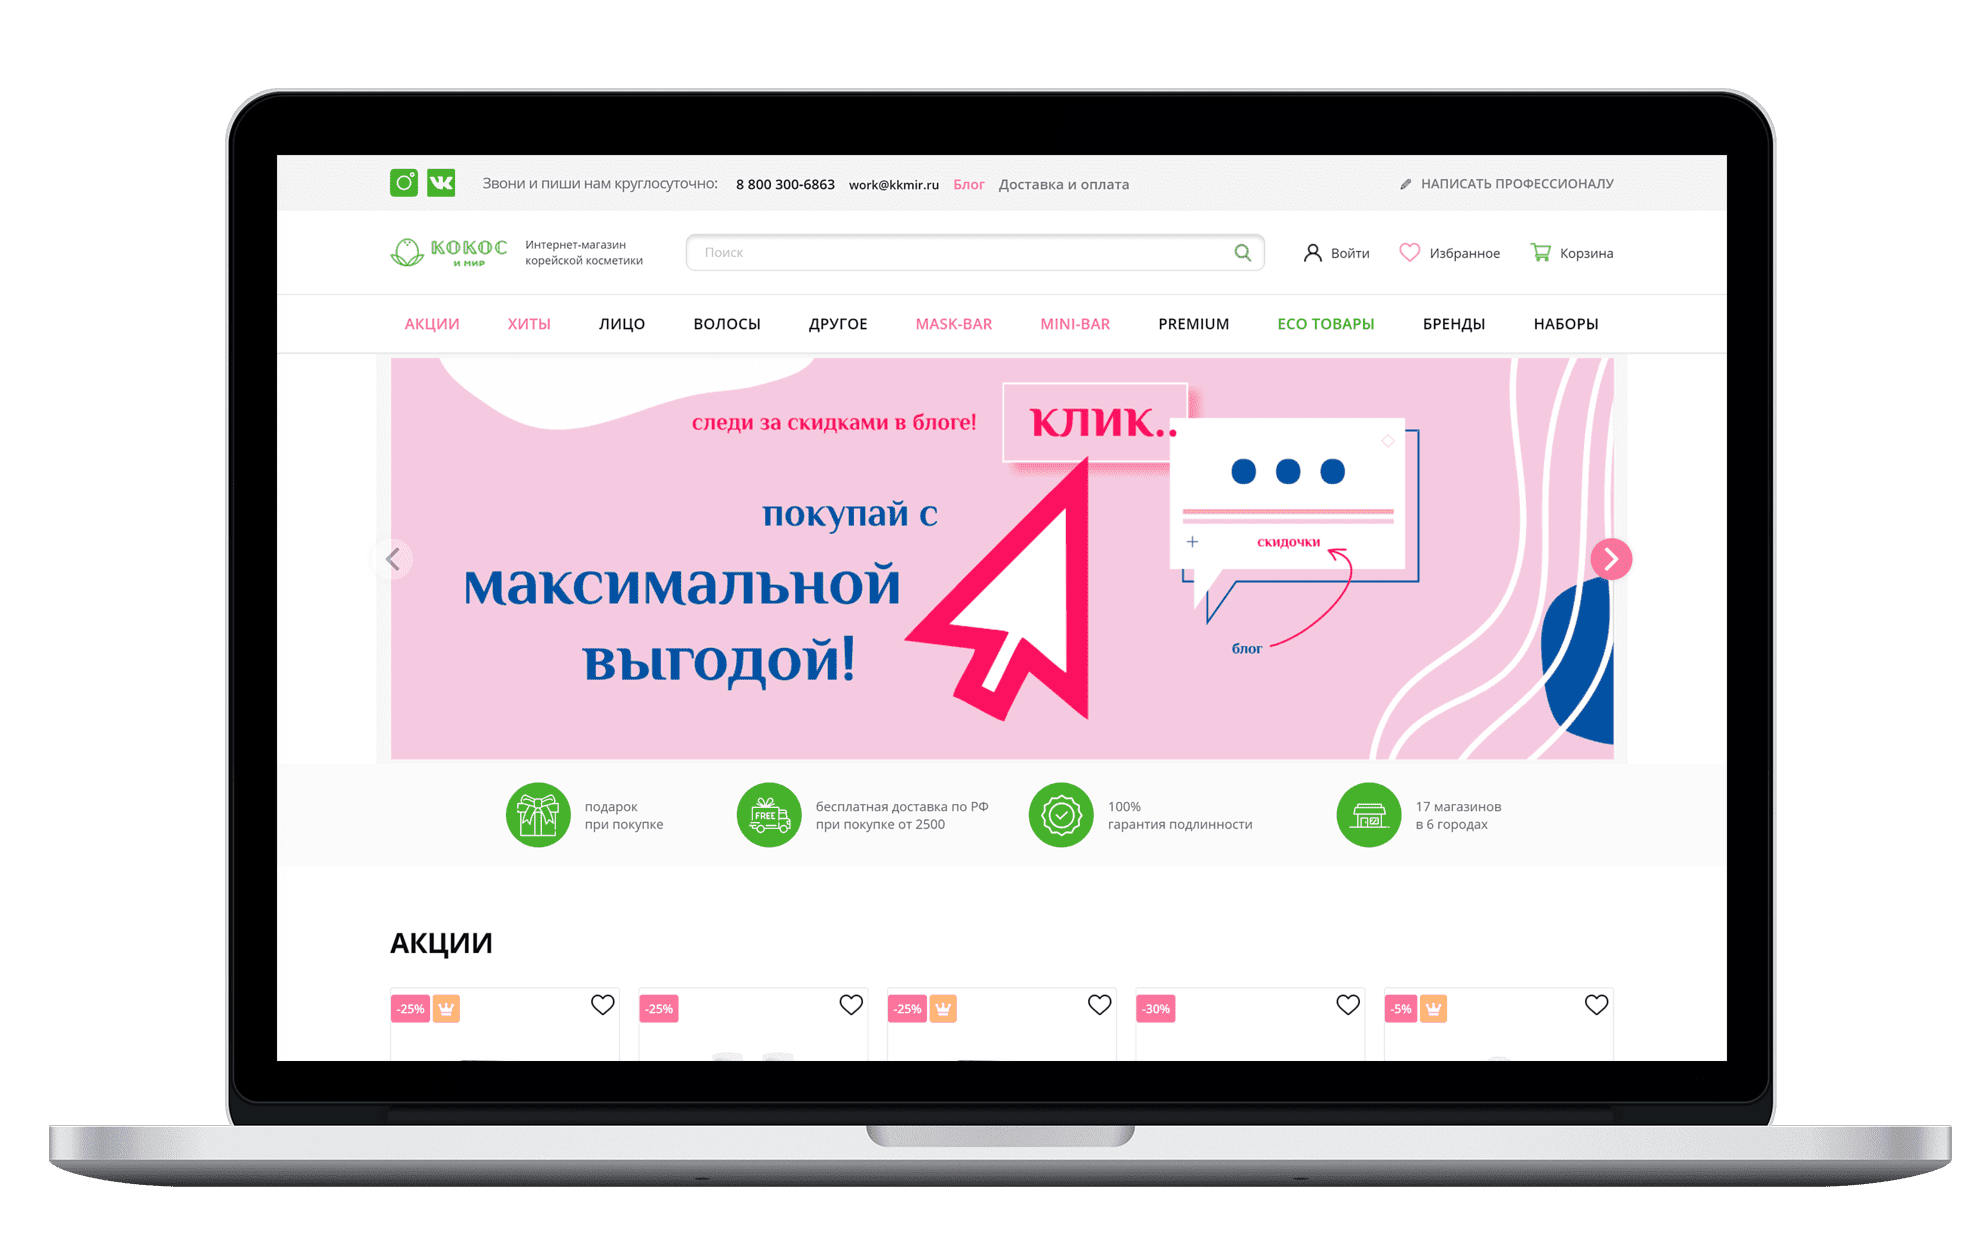 Звони и пиши нам круглосуточно: 8 800 300-6863 work@kkmir.ru Блог Доставка и оплата НАПИСАТЬ ПРОФЕССИОНАЛУ
КОКОС
И МИР
Интернет-магазин
корейской косметики
Поиск
Войти Избранное Корзина
АКЦИИ ХИТЫ ЛИЦО ВОЛОСЫ ДРУГОЕ MASK-BAR MINI-BAR PREMIUM ECO ТОВАРЫ БРЕНДЫ НАБОРЫ
следи за скидками в блоге!
клик..
покупай с
максимальной
выгодой!
скидочки
блог
подарок
при покупке
FREE
бесплатная доставка по РФ
при покупке от 2500
100%
гарантия подлинности
17 магазинов
в 6 городах
АКЦИИ
-25% -25% -25% -30% -5%